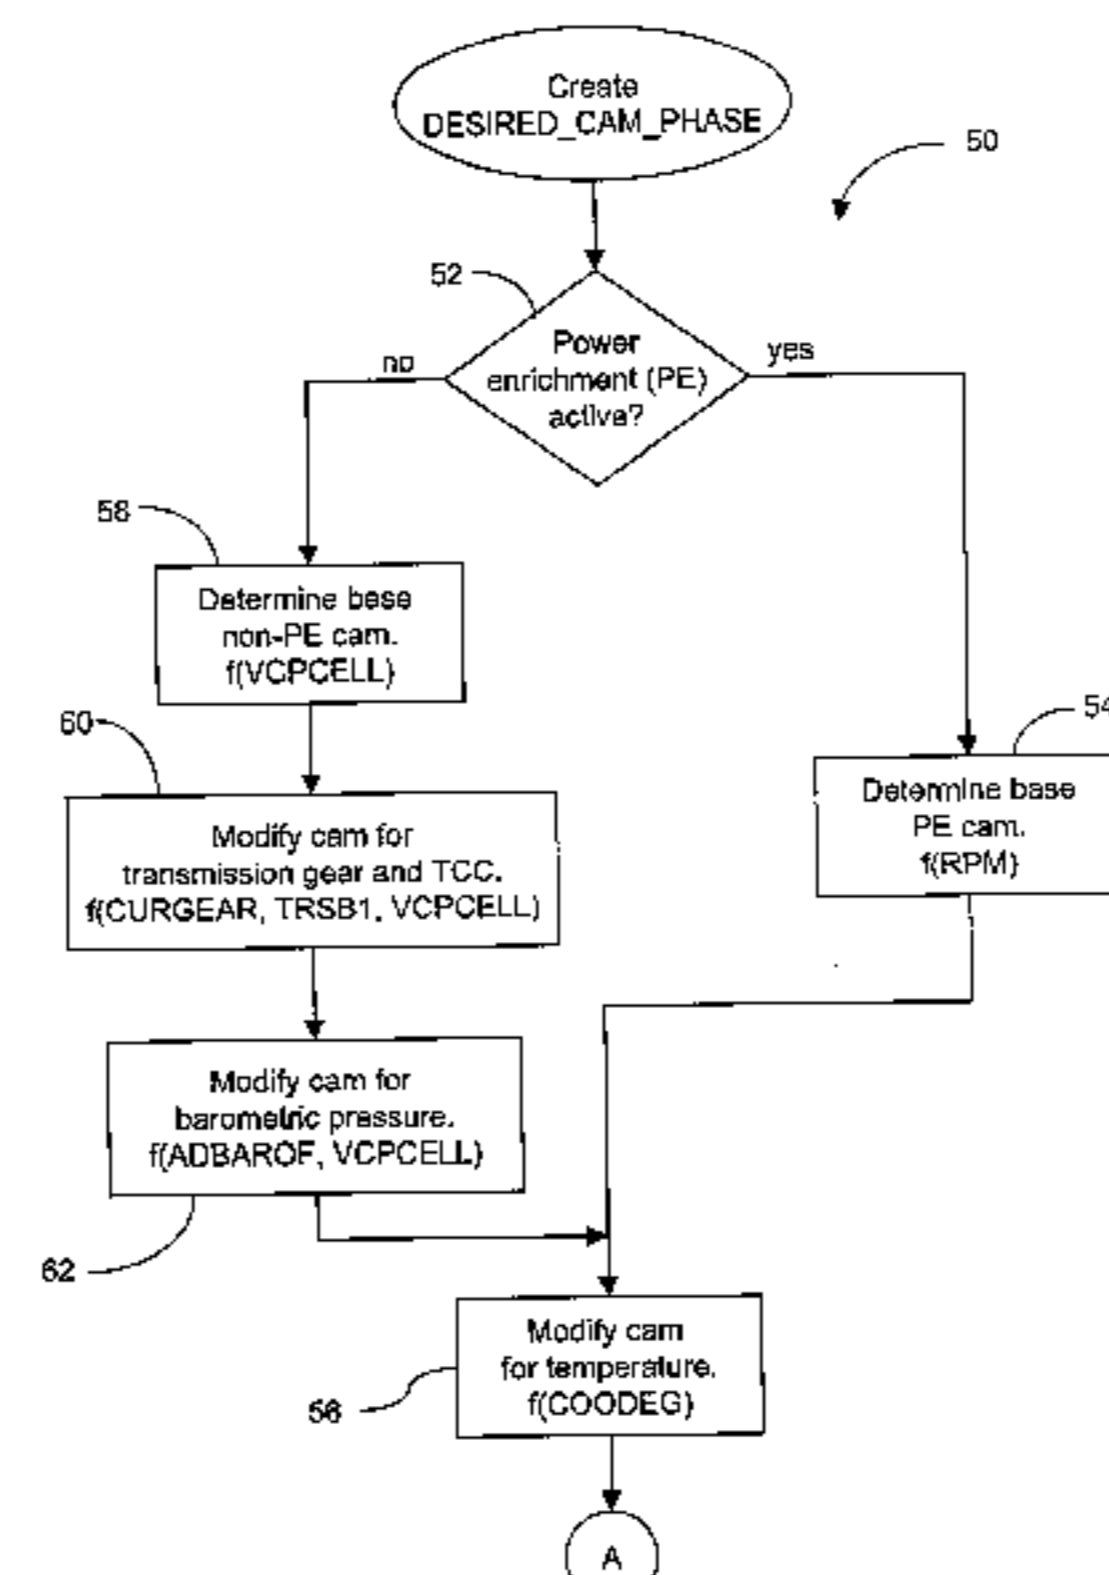 Create
DESIRED_CAM_PHASE
50
52
Power
enrichment (PE)
active?
no
yes
58
Determine base
non-PE cam.
f(VCPCELL)
60
54
Determine base
PE cam.
f(RPM)
Modify cam for
transmission gear and TCC.
f(CURGEAR, TRSB1, VCPCELL)
Modify cam for
barometric pressure.
f(ADBAROF, VCPCELL)
62
Modify cam
for temperature.
f(COODEG)
56
A